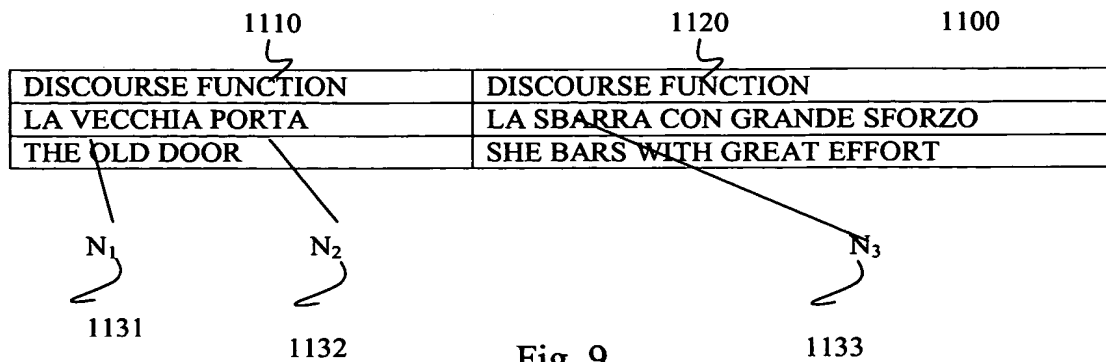 1110 1120 1100
DISCOURSE FUNCTION DISCOURSE FUNCTION
LA VECCHIA PORTA LA SBARRA CON GRANDE SFORZO
THE OLD DOOR SHE BARS WITH GREAT EFFORT
N₁ N₂ N₃
1131 1132 1133
Fig. 9